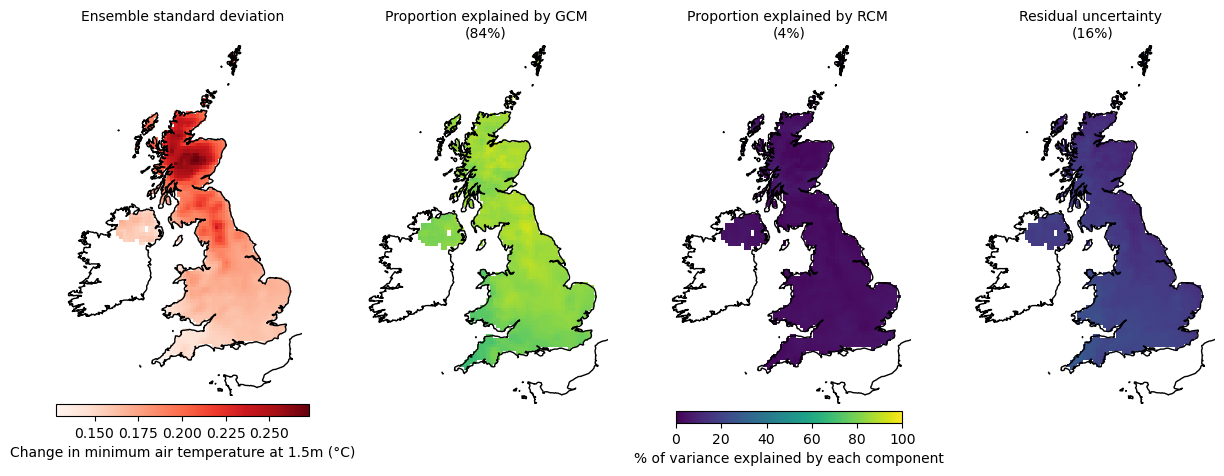 Ensemble standard deviation
Proportion explained by GCM
(84%)
Proportion explained by RCM
(4%)
Residual uncertainty
(16%)
0.150 0.175 0.200 0.225 0.250
Change in minimum air temperature at 1.5m (°C)
0 20 40 60 80 100
% of variance explained by each component